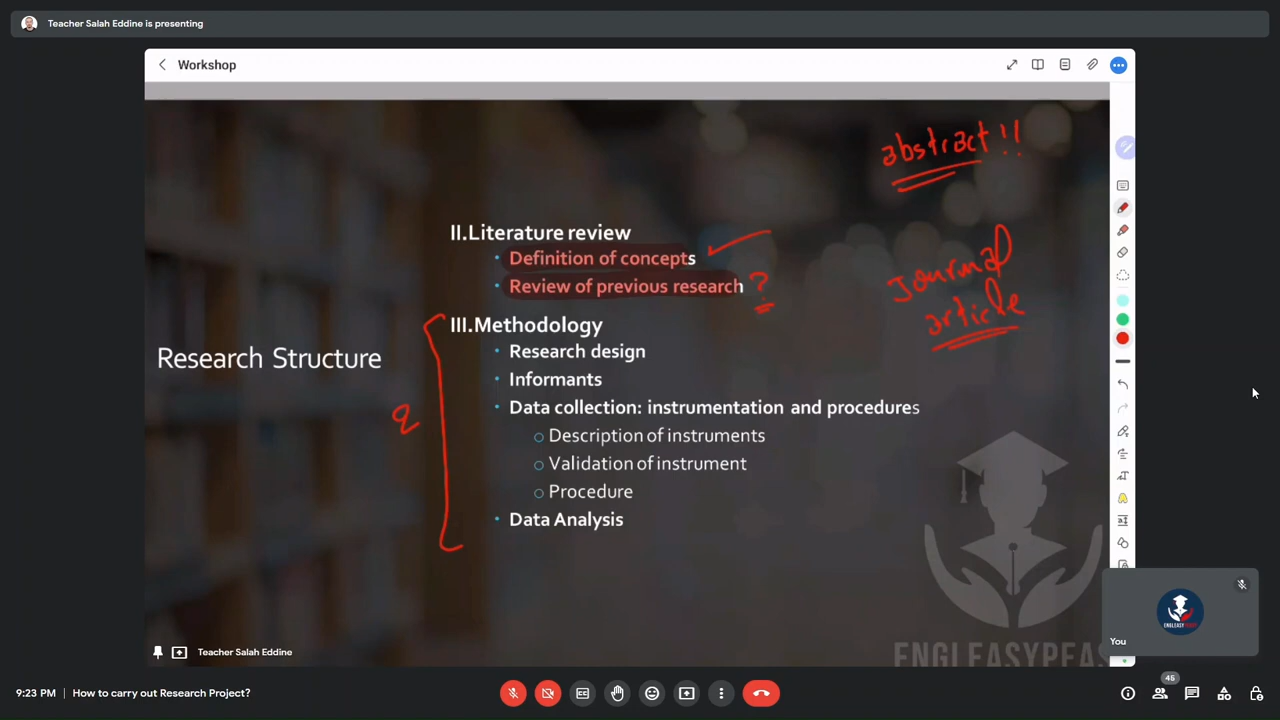 Teacher Salah Eddine is presenting
Workshop
abstract!!
II.Literature review
Definition of concepts
Review of previous research ?
Journal
article
III.Methodology
Research design
Research Structure
Informants
Data collection: instrumentation and procedures
Description of instruments
Validation of instrument
Procedure
Data Analysis
ENGLEASYPEAS
You
Teacher Salah Eddine
9:23 PM | How to carry out Research Project?
46